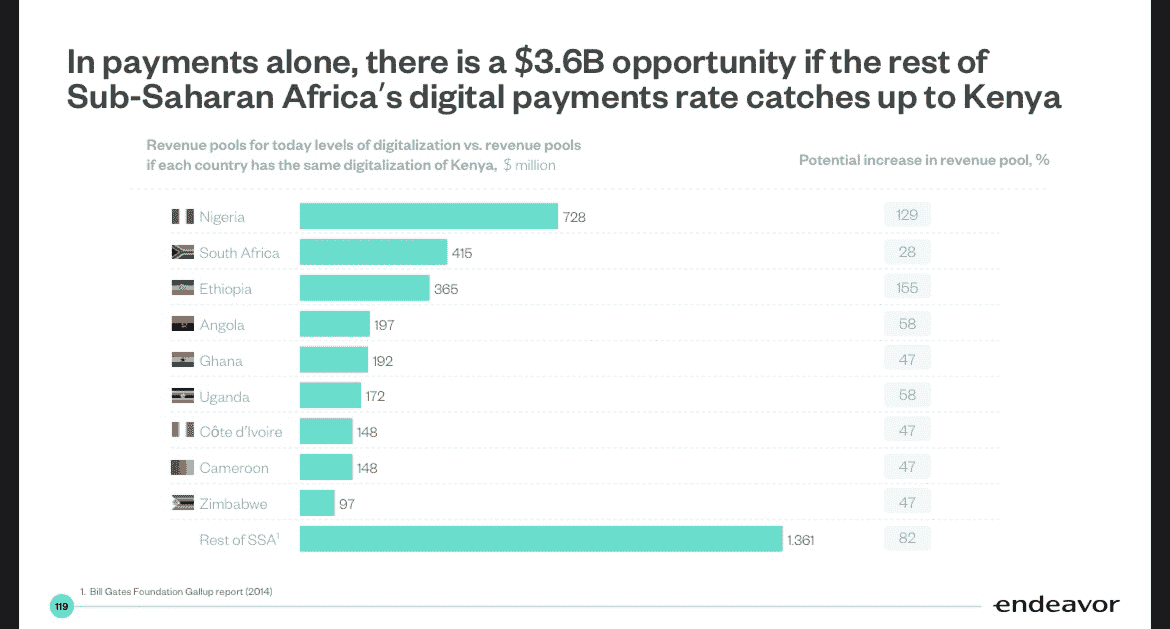 In payments alone, there is a $3.6B opportunity if the rest of
Sub-Saharan Africa's digital payments rate catches up to Kenya
Revenue pools for today levels of digitalization vs. revenue pools
if each country has the same digitalization of Kenya, $ million
Potential increase in revenue pool, %
Nigeria 728 129
South Africa 415 28
Ethiopia 365 155
Angola 197 58
Ghana 192 47
Uganda 172 58
Côte d'Ivoire 148 47
Cameroon 148 47
Zimbabwe 97 47
Rest of SSA¹ 1.361 82
1. Bill Gates Foundation Gallup report (2014)
119
endeavor